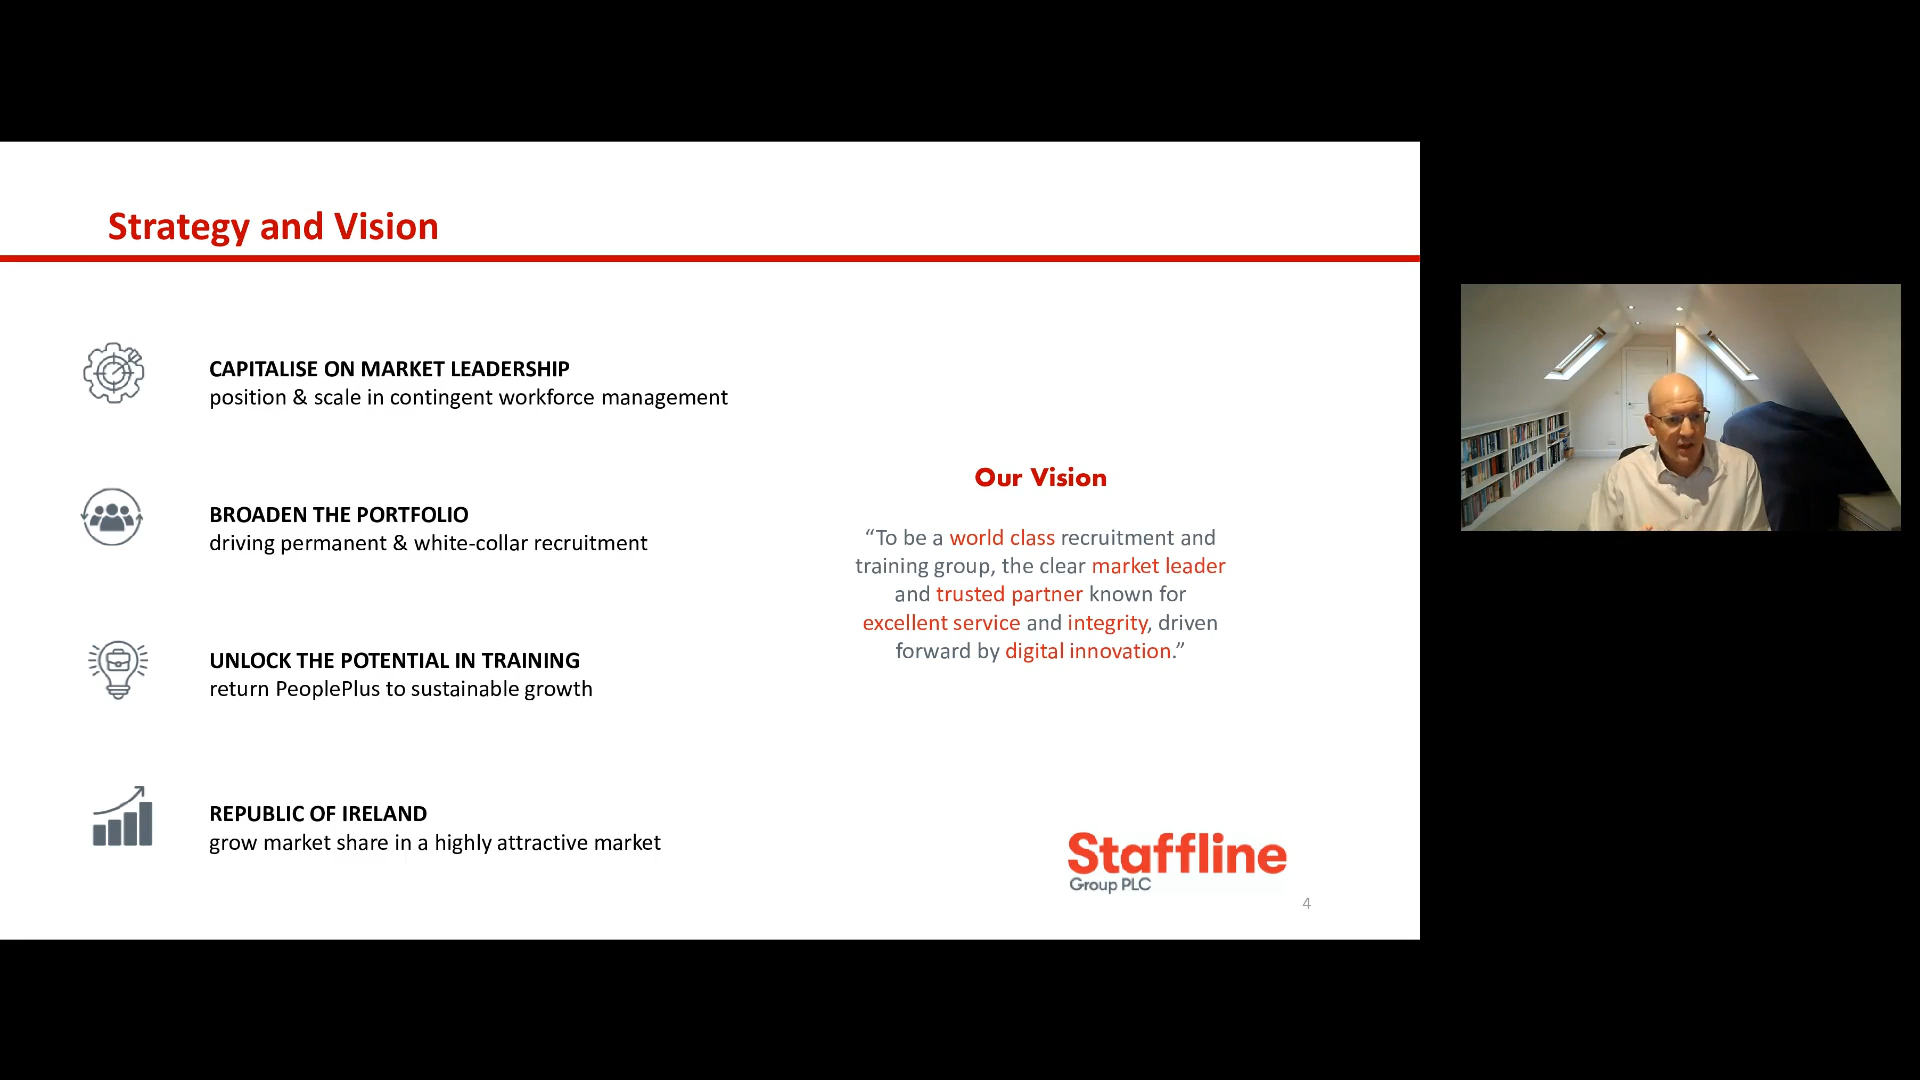 Strategy and Vision
CAPITALISE ON MARKET LEADERSHIP
position & scale in contingent workforce management
BROADEN THE PORTFOLIO
driving permanent & white-collar recruitment
UNLOCK THE POTENTIAL IN TRAINING
return PeoplePlus to sustainable growth
REPUBLIC OF IRELAND
grow market share in a highly attractive market
Our Vision
“To be a world class recruitment and
training group, the clear market leader
and trusted partner known for
excellent service and integrity, driven
forward by digital innovation.”
Staffline
Group PLC
4